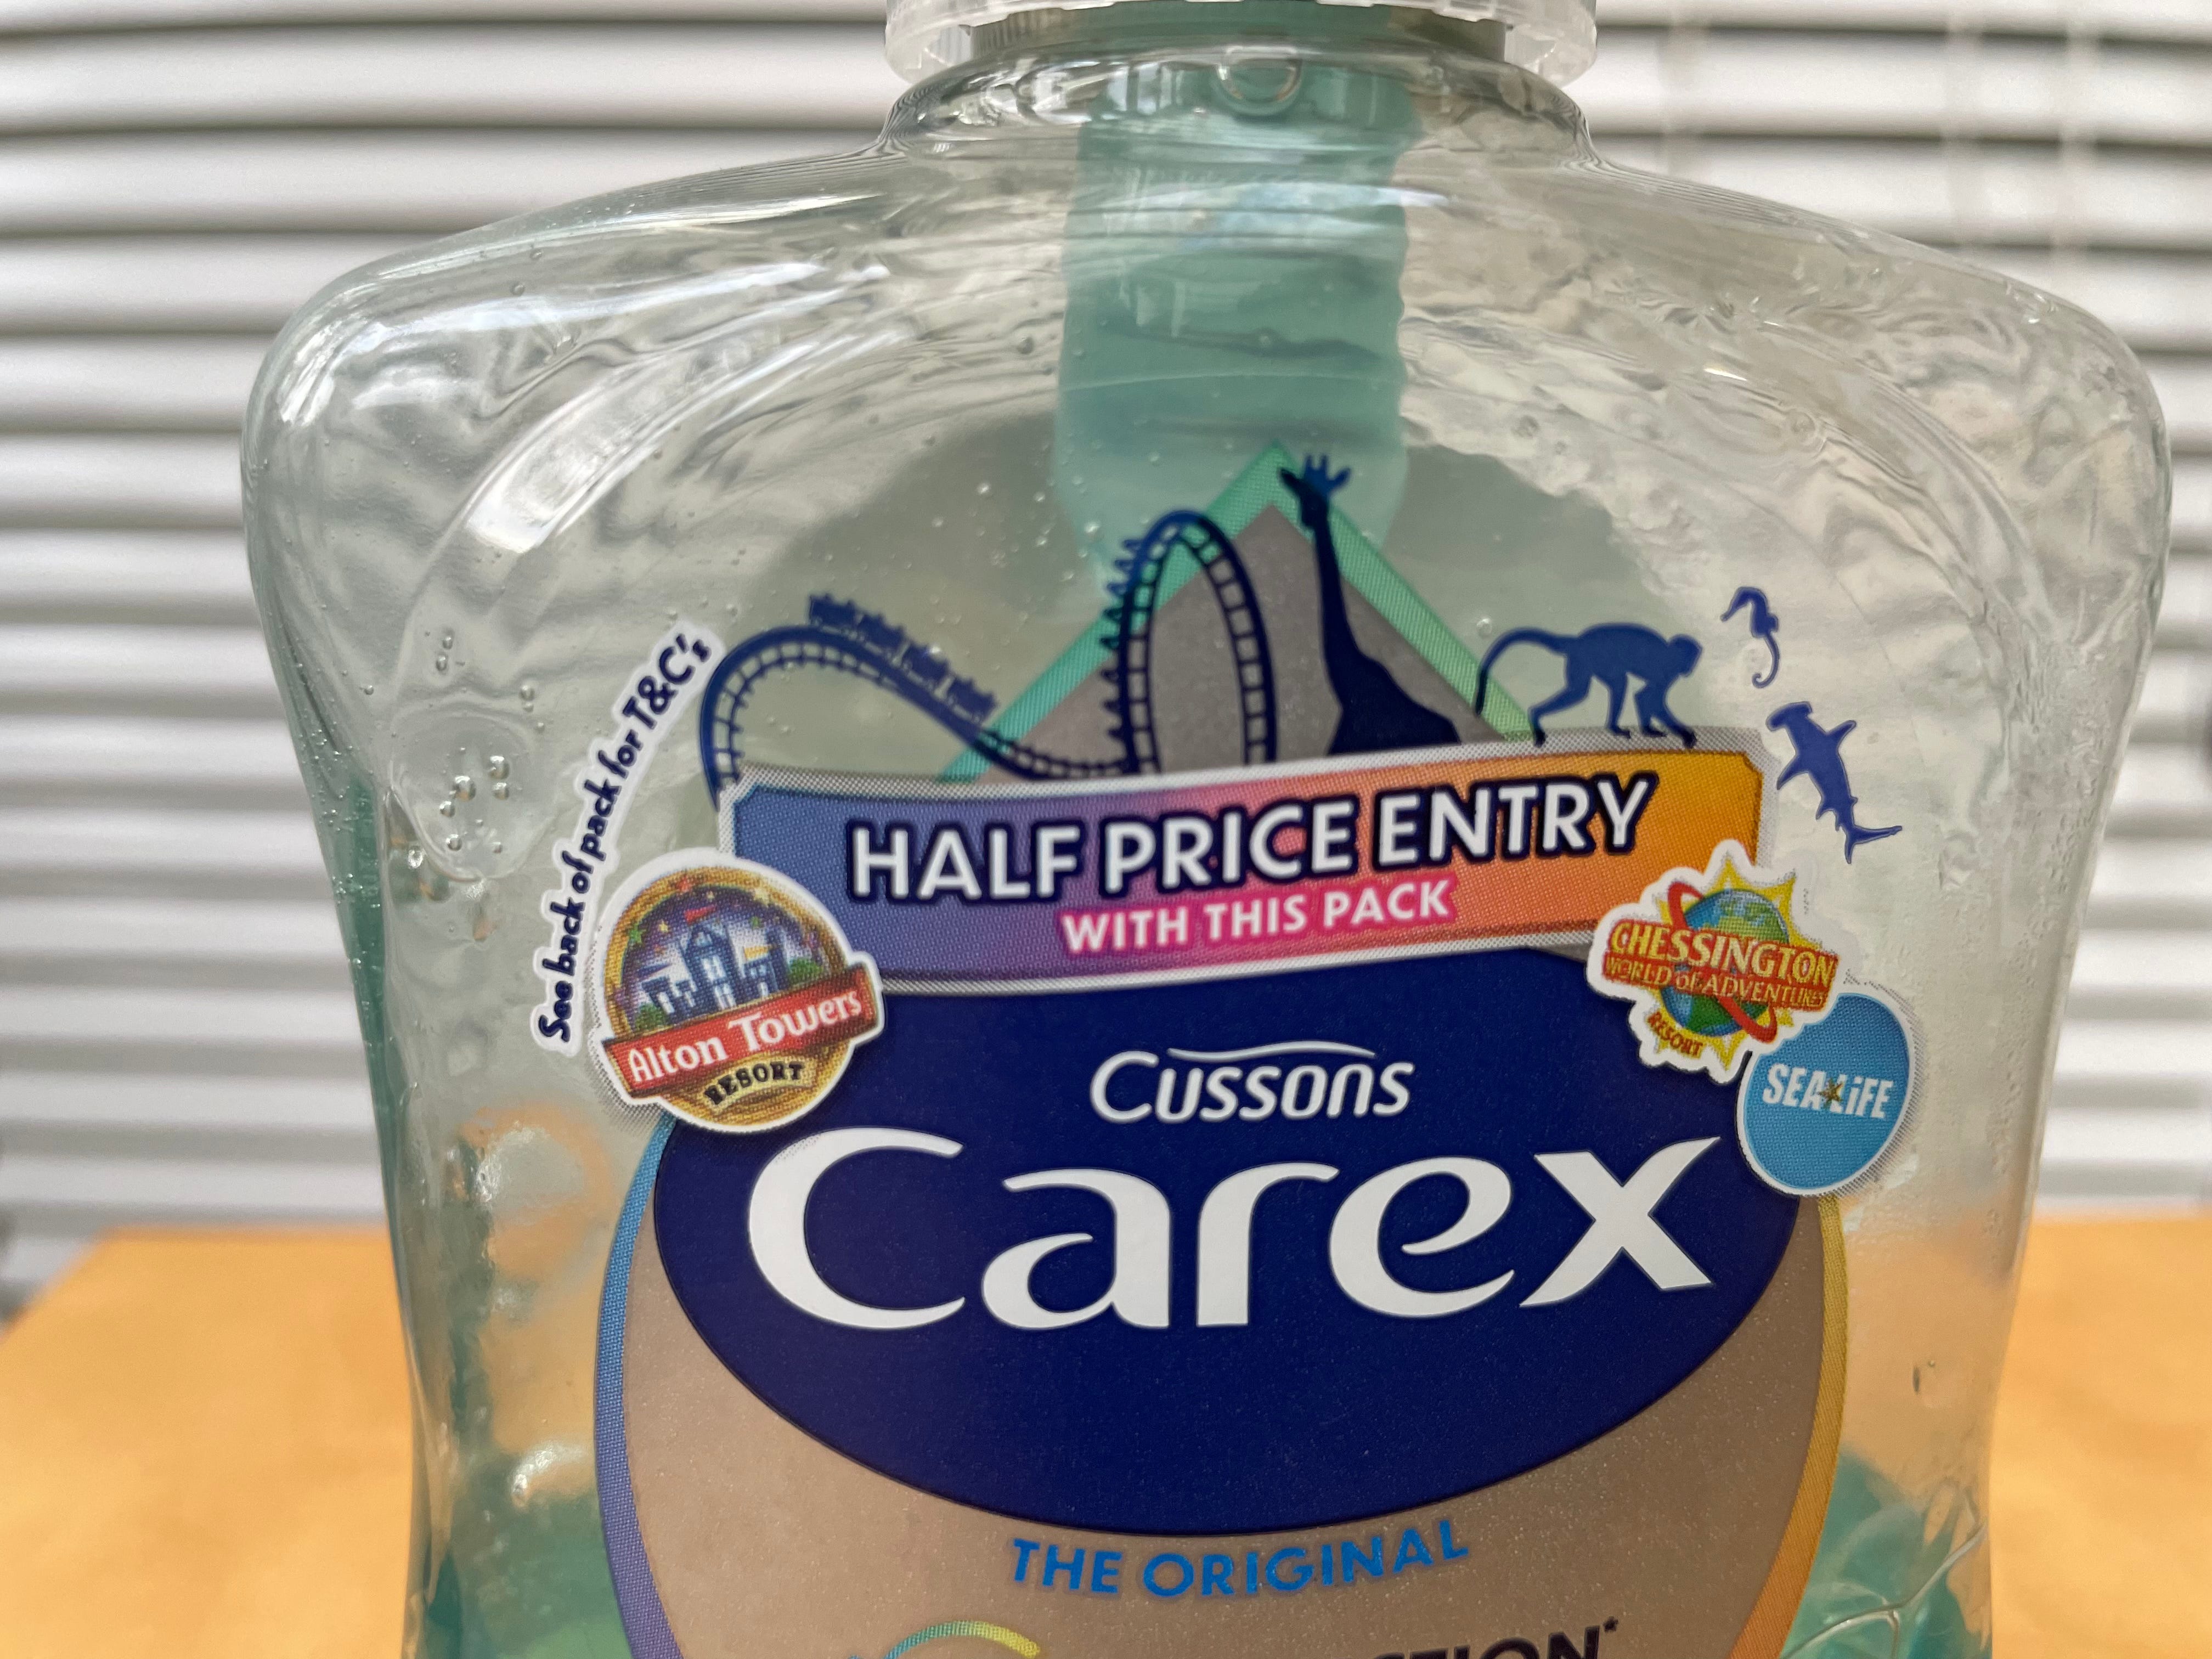 See back of pack for T&C's
HALF PRICE ENTRY
WITH THIS PACK
Alton Towers
RESORT
CHESSINGTON
WORLD of ADVENTURES
RESORT
SEA LiFE
Cussons
Carex
THE ORIGINAL